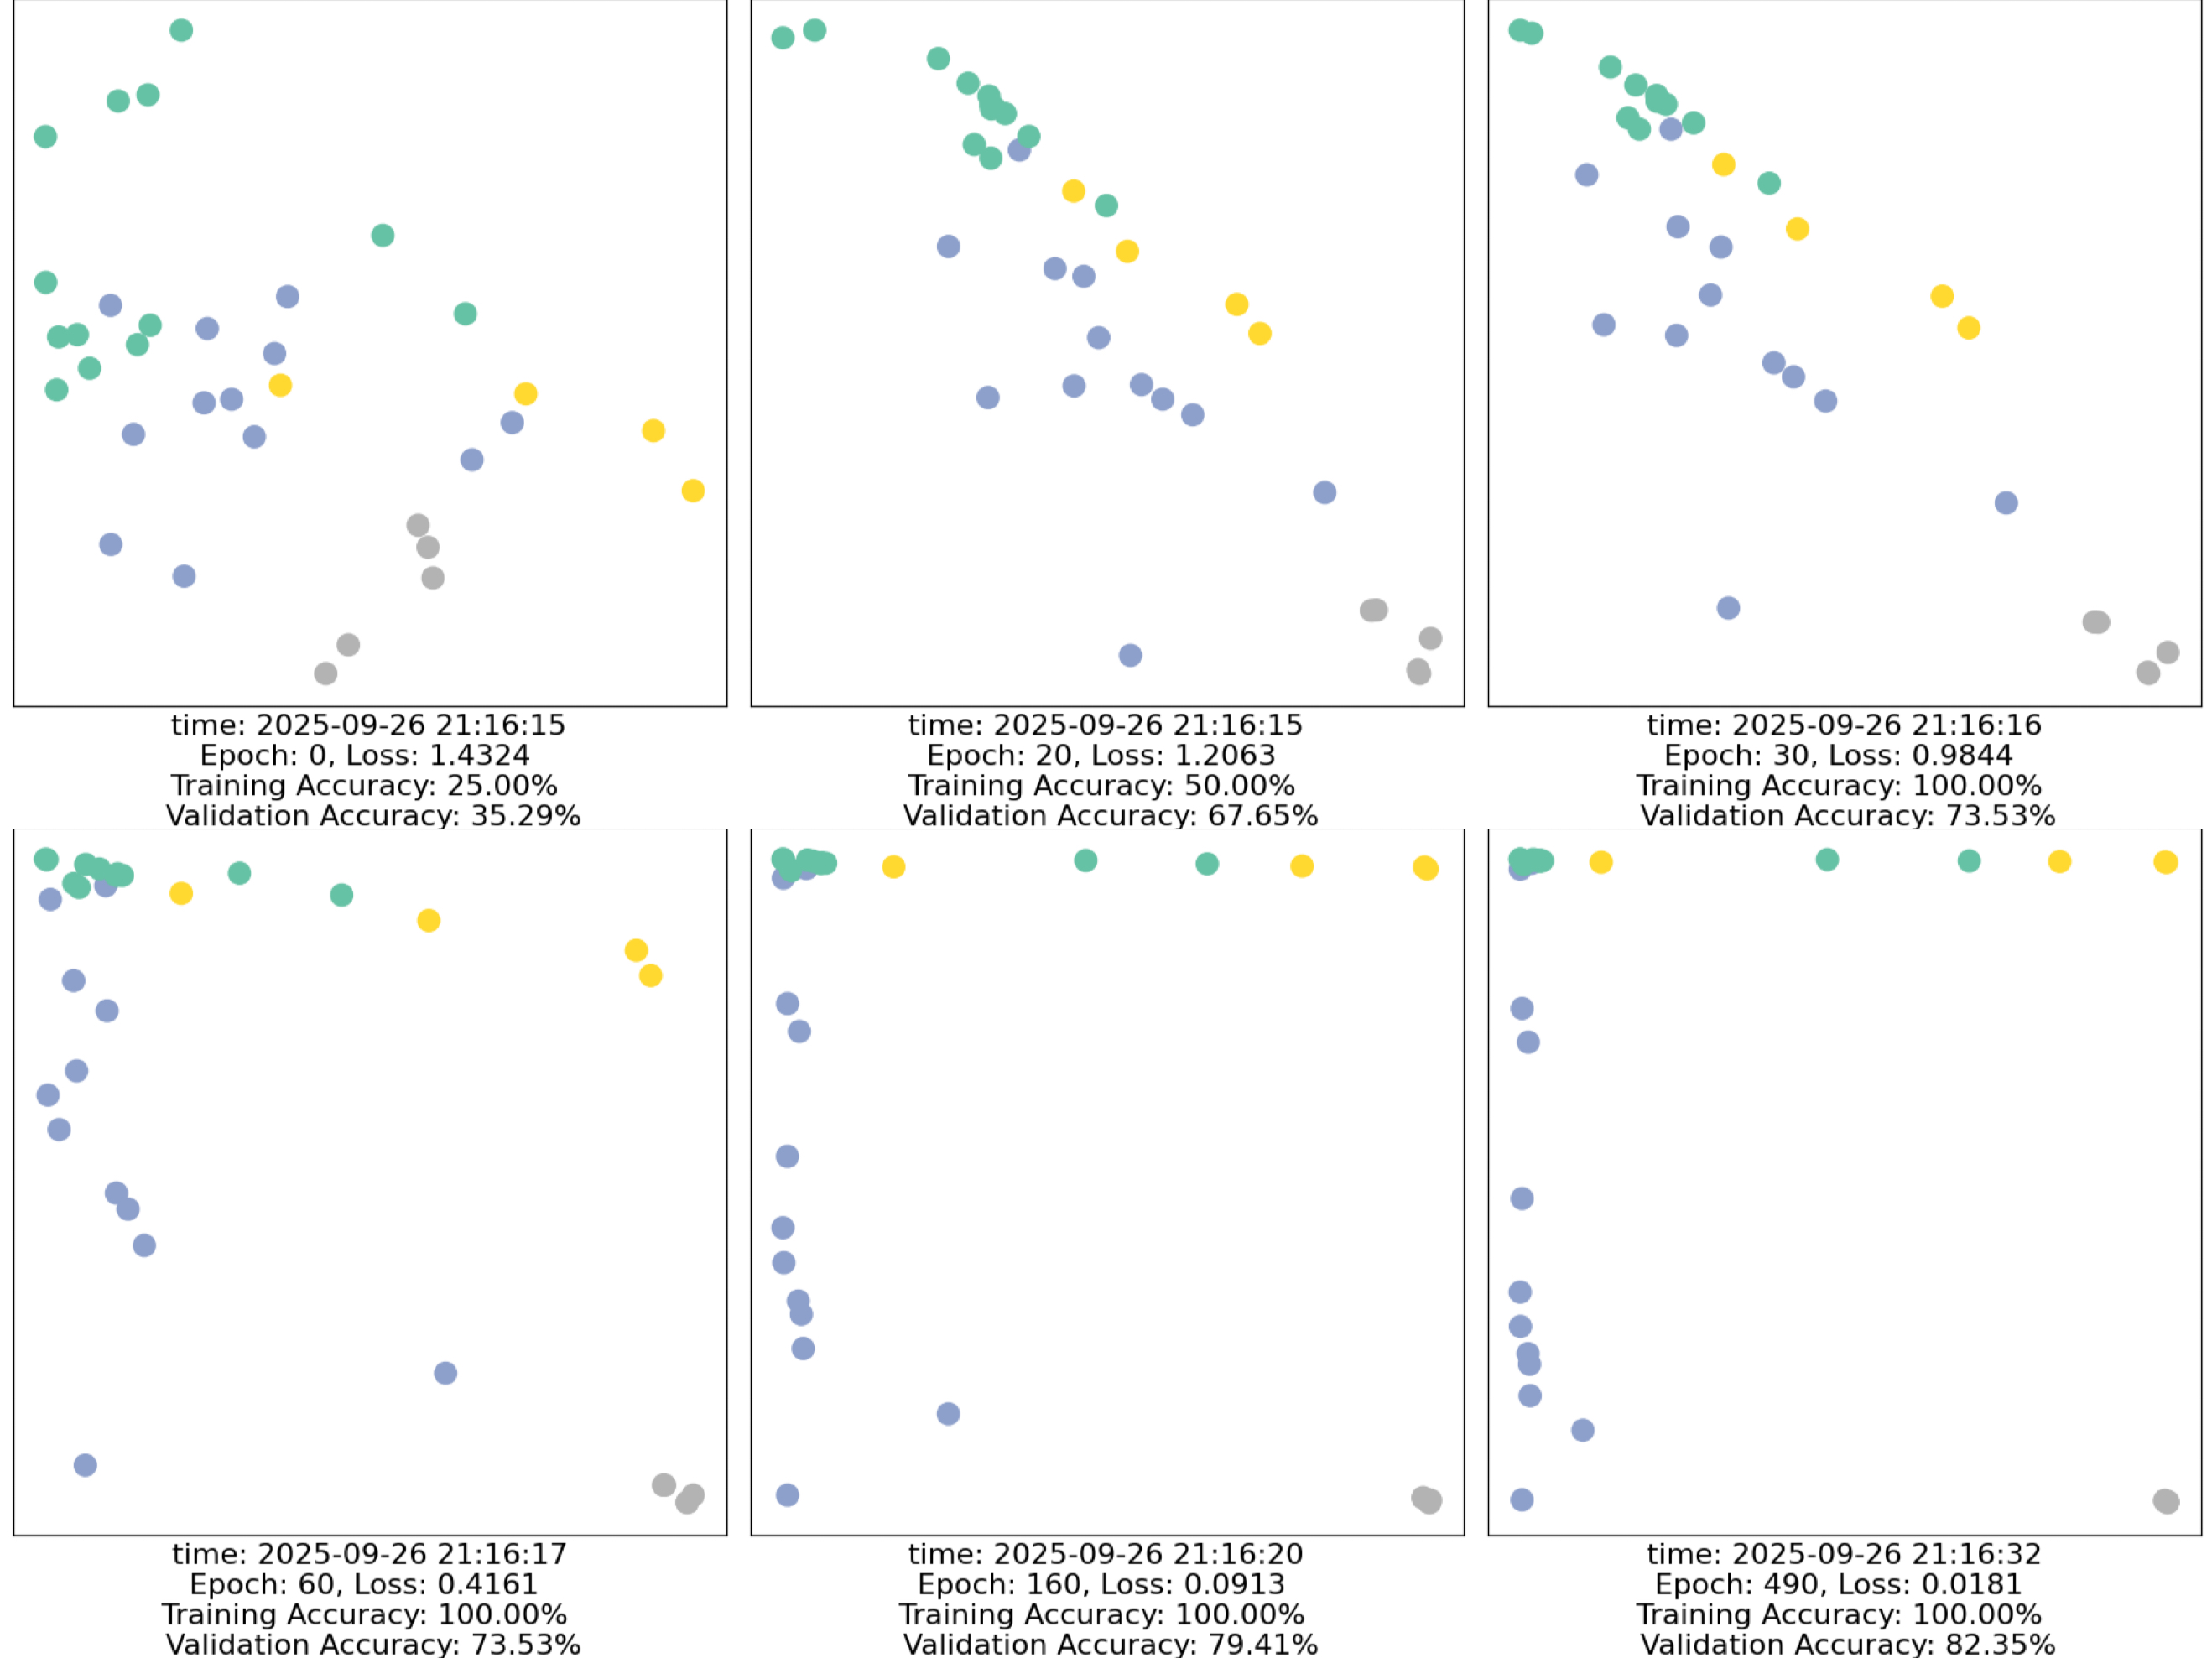 time: 2025-09-26 21:16:15
Epoch: 0, Loss: 1.4324
Training Accuracy: 25.00%
Validation Accuracy: 35.29%
time: 2025-09-26 21:16:15
Epoch: 20, Loss: 1.2063
Training Accuracy: 50.00%
Validation Accuracy: 67.65%
time: 2025-09-26 21:16:16
Epoch: 30, Loss: 0.9844
Training Accuracy: 100.00%
Validation Accuracy: 73.53%
time: 2025-09-26 21:16:17
Epoch: 60, Loss: 0.4161
Training Accuracy: 100.00%
Validation Accuracy: 73.53%
time: 2025-09-26 21:16:20
Epoch: 160, Loss: 0.0913
Training Accuracy: 100.00%
Validation Accuracy: 79.41%
time: 2025-09-26 21:16:32
Epoch: 490, Loss: 0.0181
Training Accuracy: 100.00%
Validation Accuracy: 82.35%